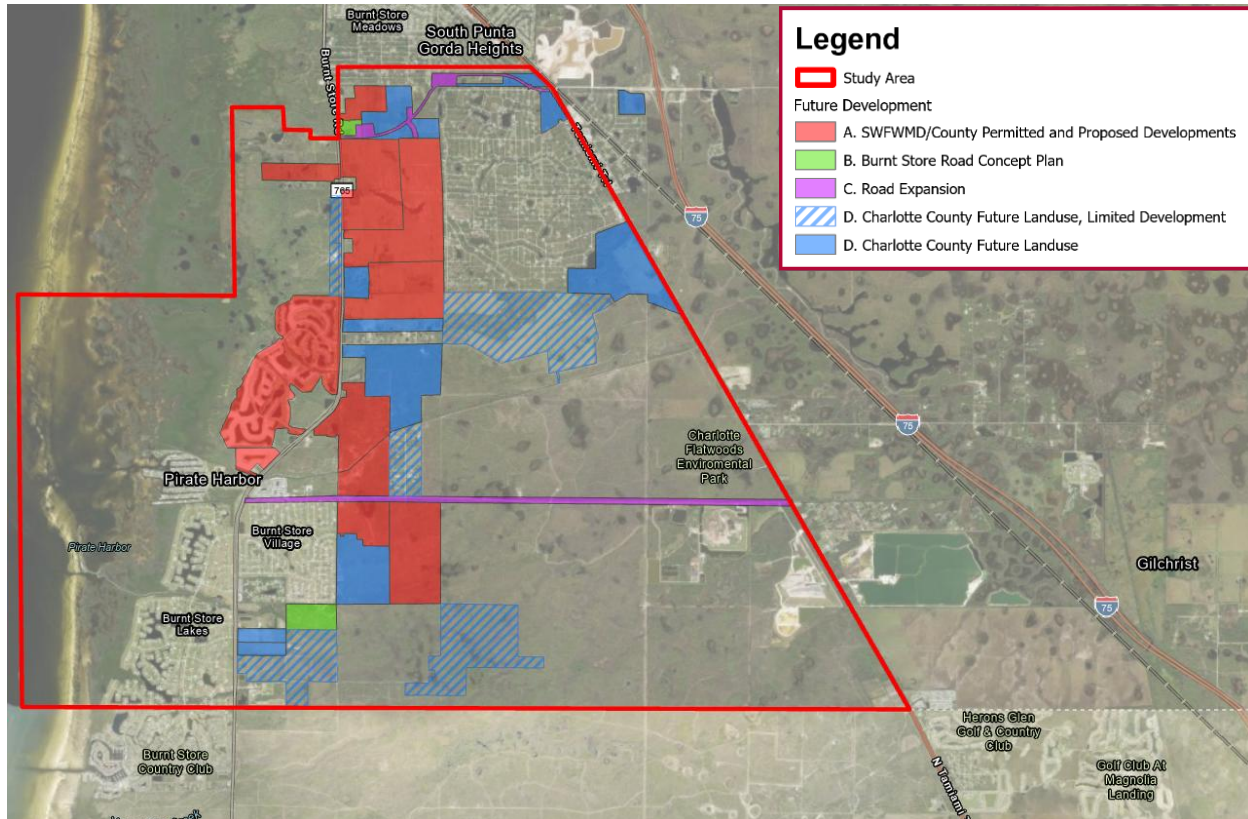 Burnt Store
Meadows
South Punta
Gorda Heights
Burnt Store
Legend
Study Area
Future Development
A. SWFWMD/County Permitted and Proposed Developments
B. Burnt Store Road Concept Plan
C. Road Expansion
D. Charlotte County Future Landuse, Limited Development
D. Charlotte County Future Landuse
765
75
Charlotte
Flatwoods
Enviromental
Park
75
Pirate Harbor
Burnt Store
Village
Pirate Harbor
Gilchrist
75
Burnt Store
Lakes
Herons Glen
Golf & Country
Club
Burnt Store
Country Club
Golf Club At
Magnolia
Landing
N Tamiami